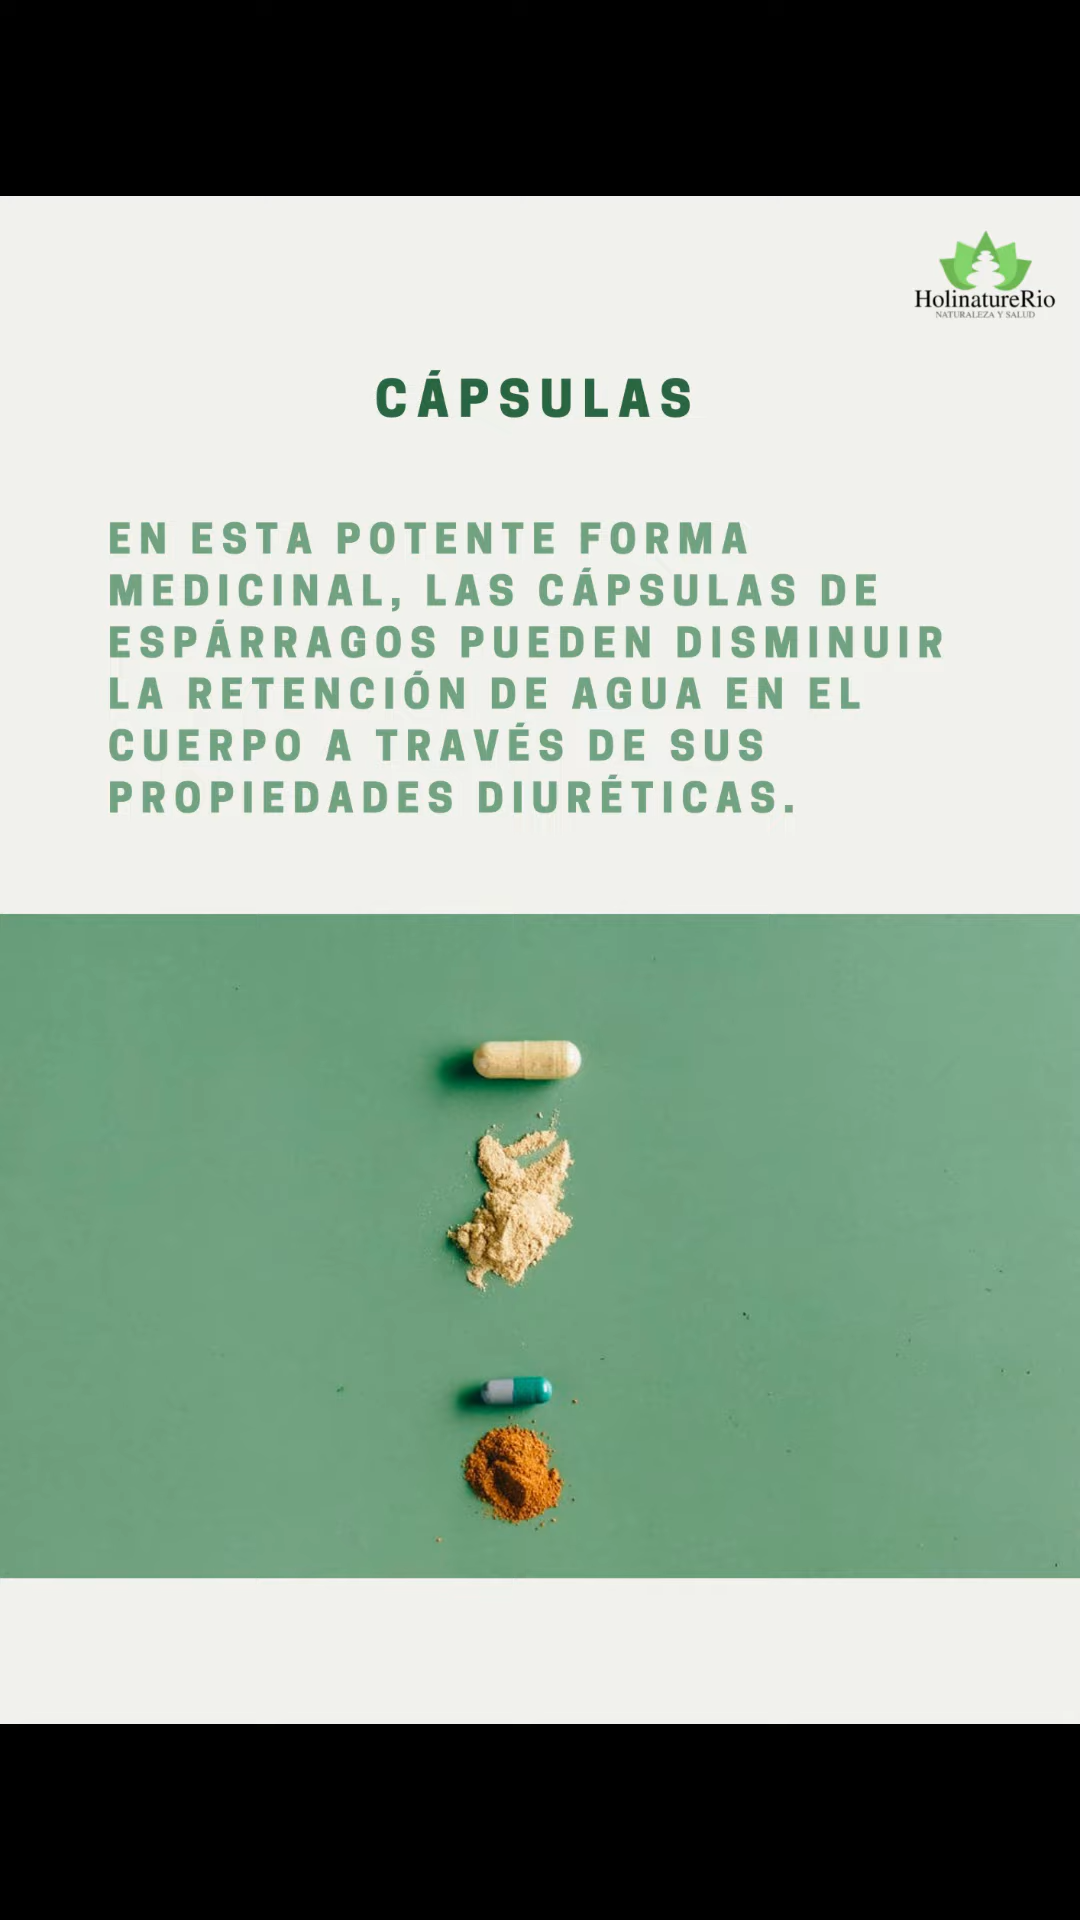 HolinatureRio
NATURALEZA Y SALUD
CÁPSULAS
EN ESTA POTENTE FORMA
MEDICINAL, LAS CÁPSULAS DE
ESPÁRRAGOS PUEDEN DISMINUIR
LA RETENCIÓN DE AGUA EN EL
CUERPO A TRAVÉS DE SUS
PROPIEDADES DIURÉTICAS.